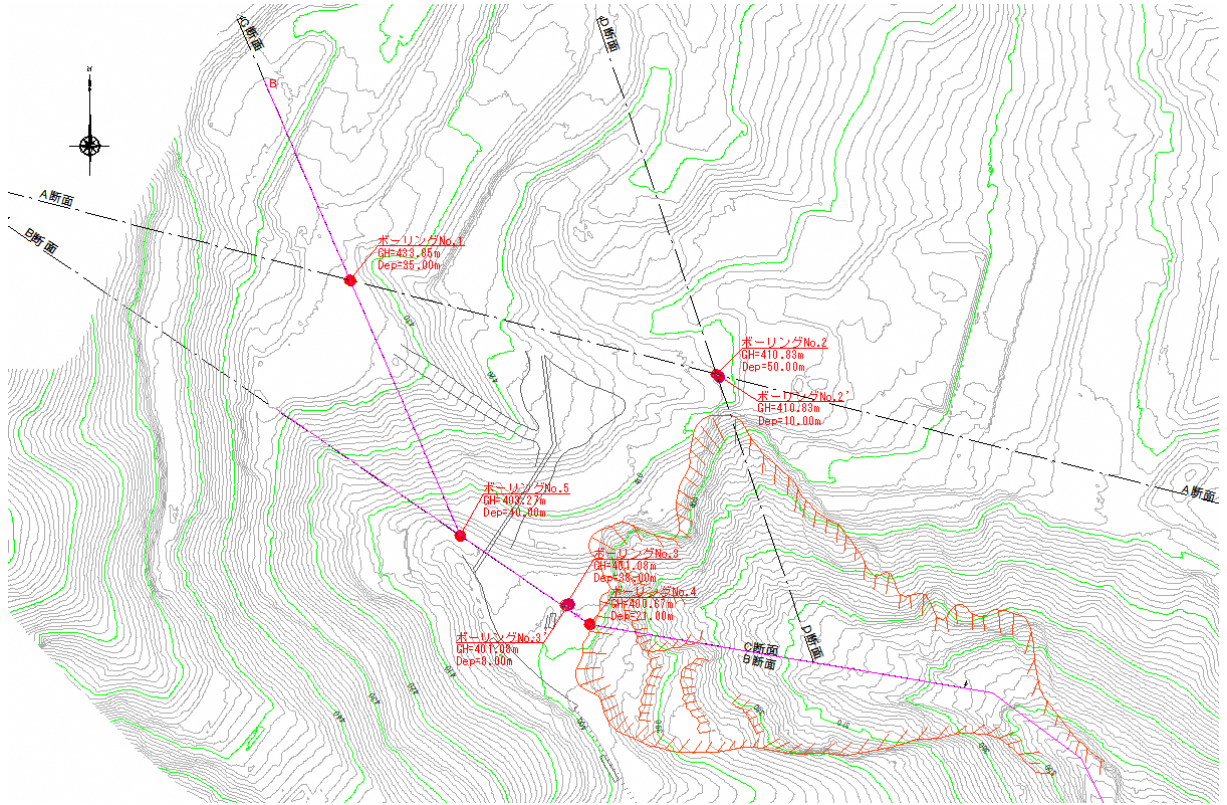 C断面
D断面
B
A断面
B断面
ボーリングNo.1
GH=433.65m
Dep=35.00m
ボーリングNo.2
GH=410.83m
Dep=50.00m
ボーリングNo.2'
GH=410.83m
Dep=10.00m
A断面
ボーリングNo.5
GH=403.27m
Dep=40.00m
ボーリングNo.3
GH=401.08m
Dep=38.00m
ボーリングNo.4
GH=400.67m
Dep=21.00m
ボーリングNo.3'
GH=401.08m
Dep=8.00m
C断面
B断面
D断面